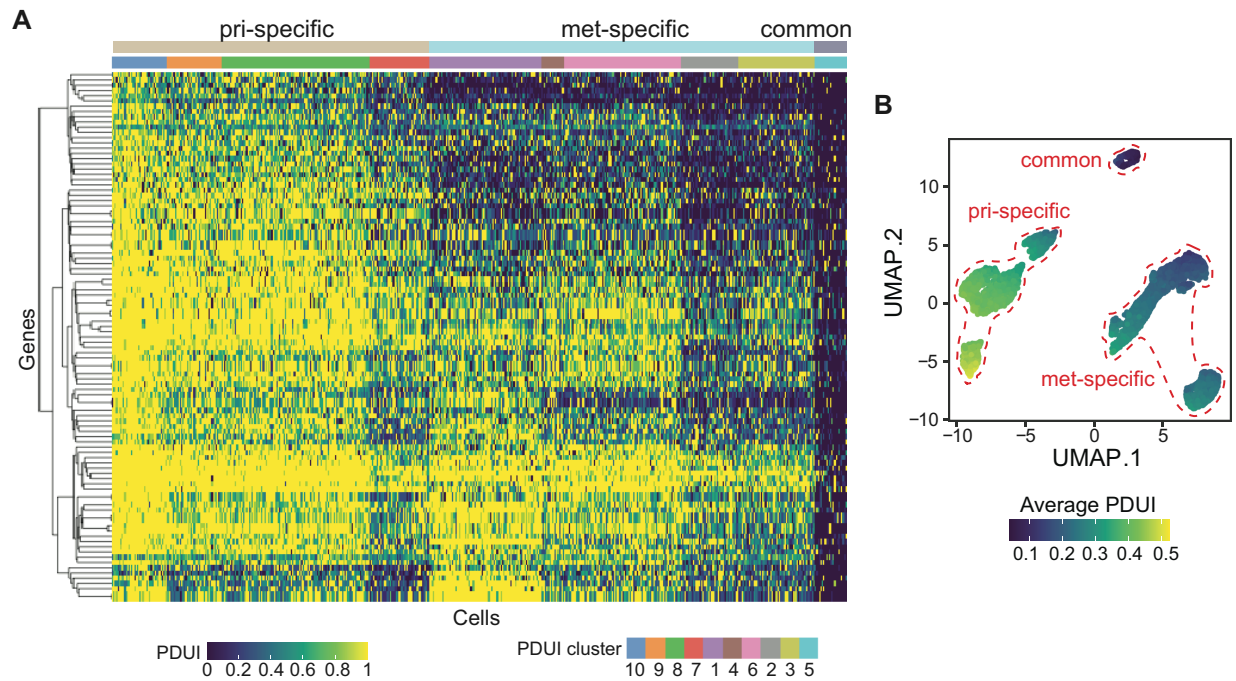 A
pri-specific
met-specific
common
Genes
Cells
PDUI
0 0.2 0.4 0.6 0.8 1
PDUI cluster
10 9 8 7 1 4 6 2 3 5
B
common
pri-specific
met-specific
10
5
0
−5
−10
UMAP.2
−10 −5 0 5
UMAP.1
Average PDUI
0.1 0.2 0.3 0.4 0.5